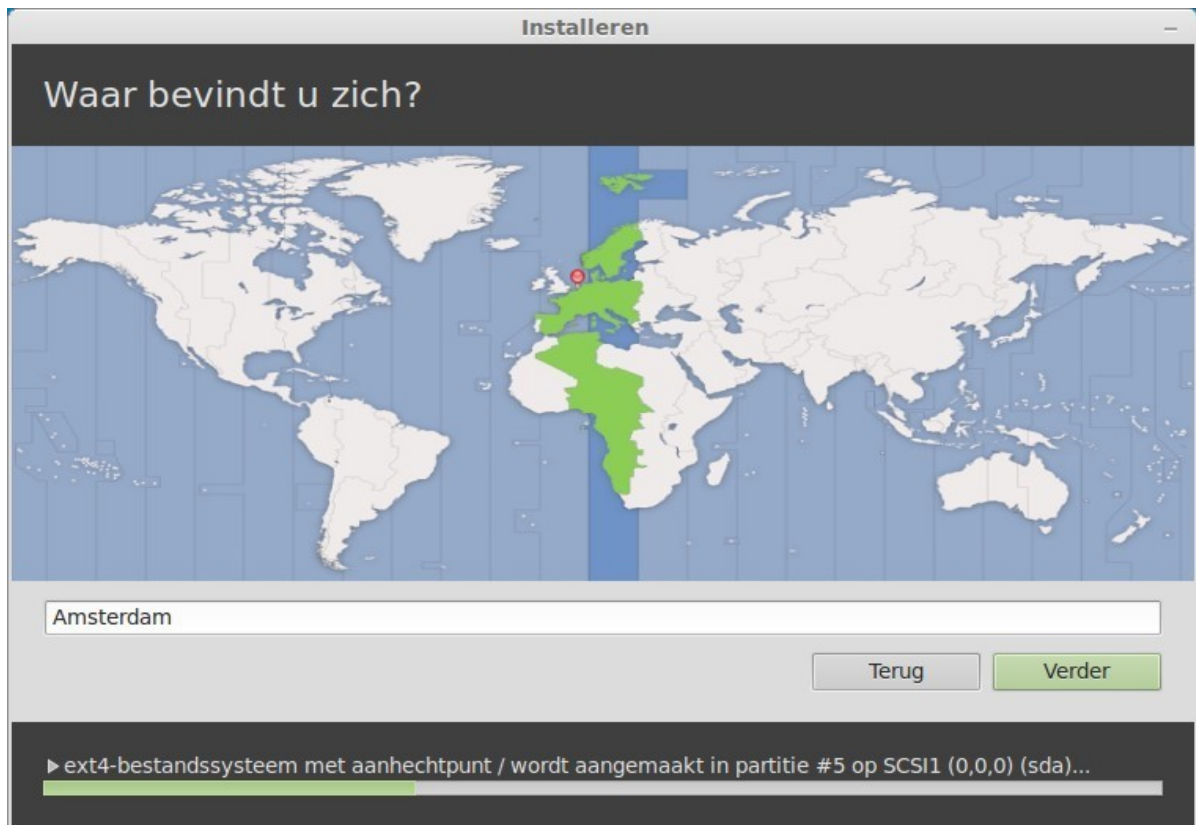 Installeren
Waar bevindt u zich?
Amsterdam
Terug
Verder
ext4-bestandssysteem met aanhechtpunt / wordt aangemaakt in partitie #5 op SCSI1 (0,0,0) (sda)...